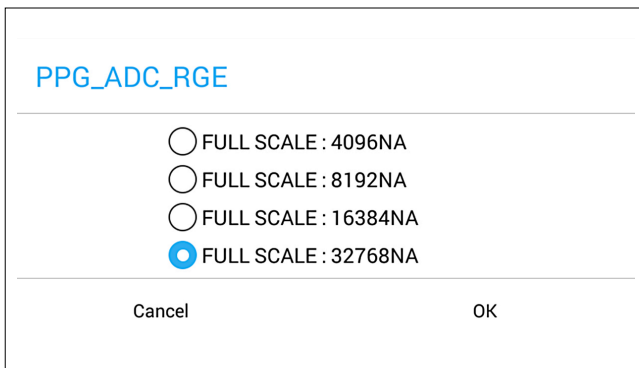 PPG_ADC_RGE
FULL SCALE : 4096NA
FULL SCALE : 8192NA
FULL SCALE : 16384NA
FULL SCALE : 32768NA
Cancel OK